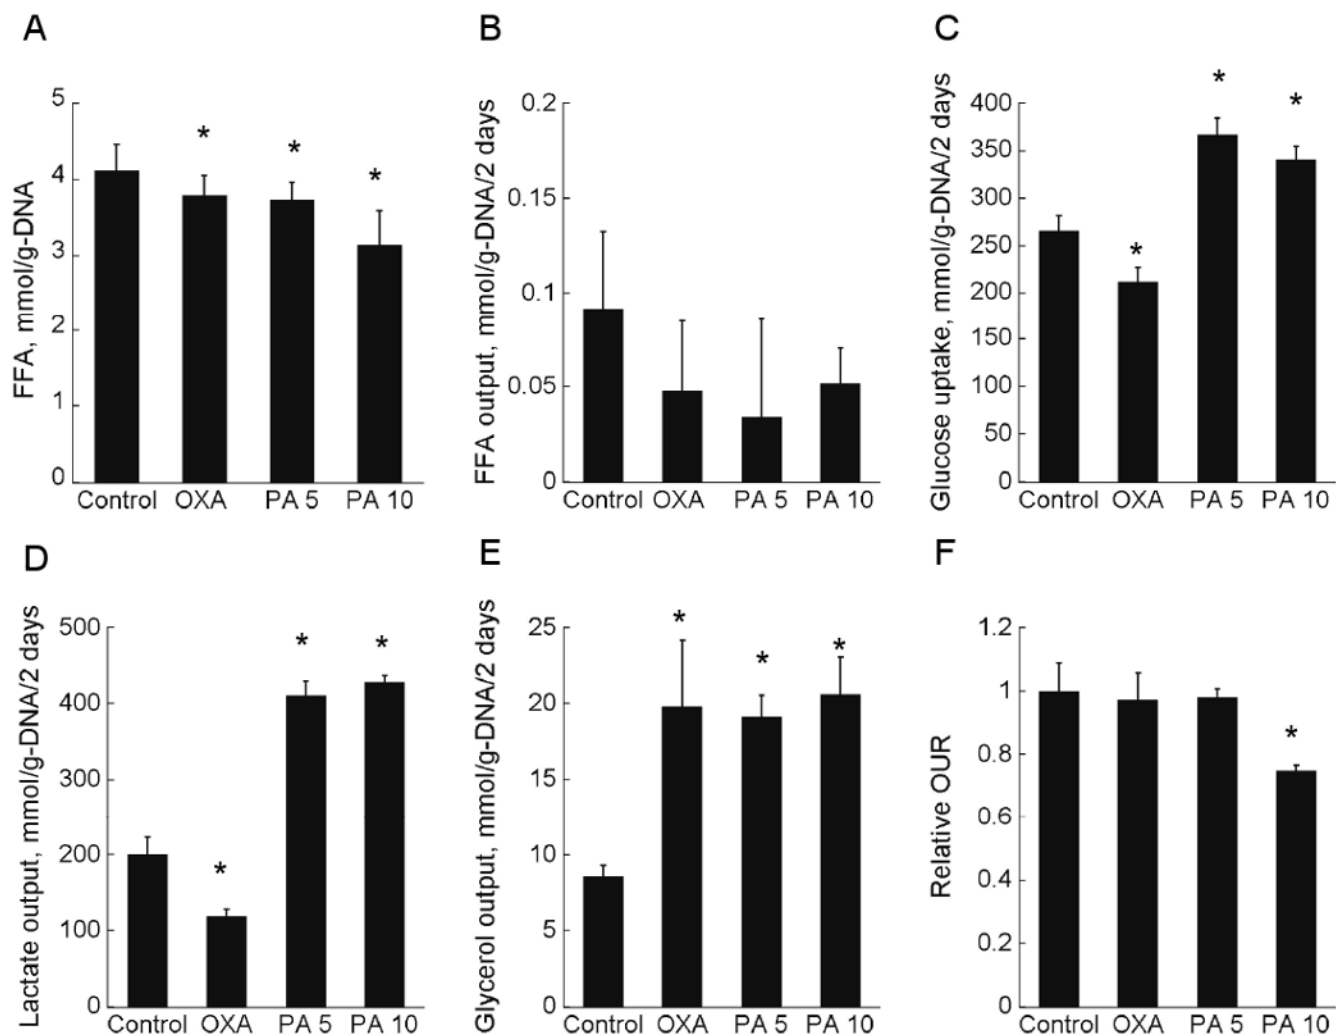 A
B
C
FFA, mmol/g-DNA
5
4
3
2
1
0
*
*
*
Control OXA PA 5 PA 10
FFA output, mmol/g-DNA/2 days
0.2
0.15
0.1
0.05
0
Control OXA PA 5 PA 10
Glucose uptake, mmol/g-DNA/2 days
400
350
300
250
200
150
100
50
0
*
*
*
Control OXA PA 5 PA 10
D
E
F
Lactate output, mmol/g-DNA/2 days
500
400
300
200
100
0
*
*
*
Control OXA PA 5 PA 10
Glycerol output, mmol/g-DNA/2 days
25
20
15
10
5
0
*
*
*
Control OXA PA 5 PA 10
Relative OUR
1.2
1
0.8
0.6
0.4
0.2
0
*
Control OXA PA 5 PA 10